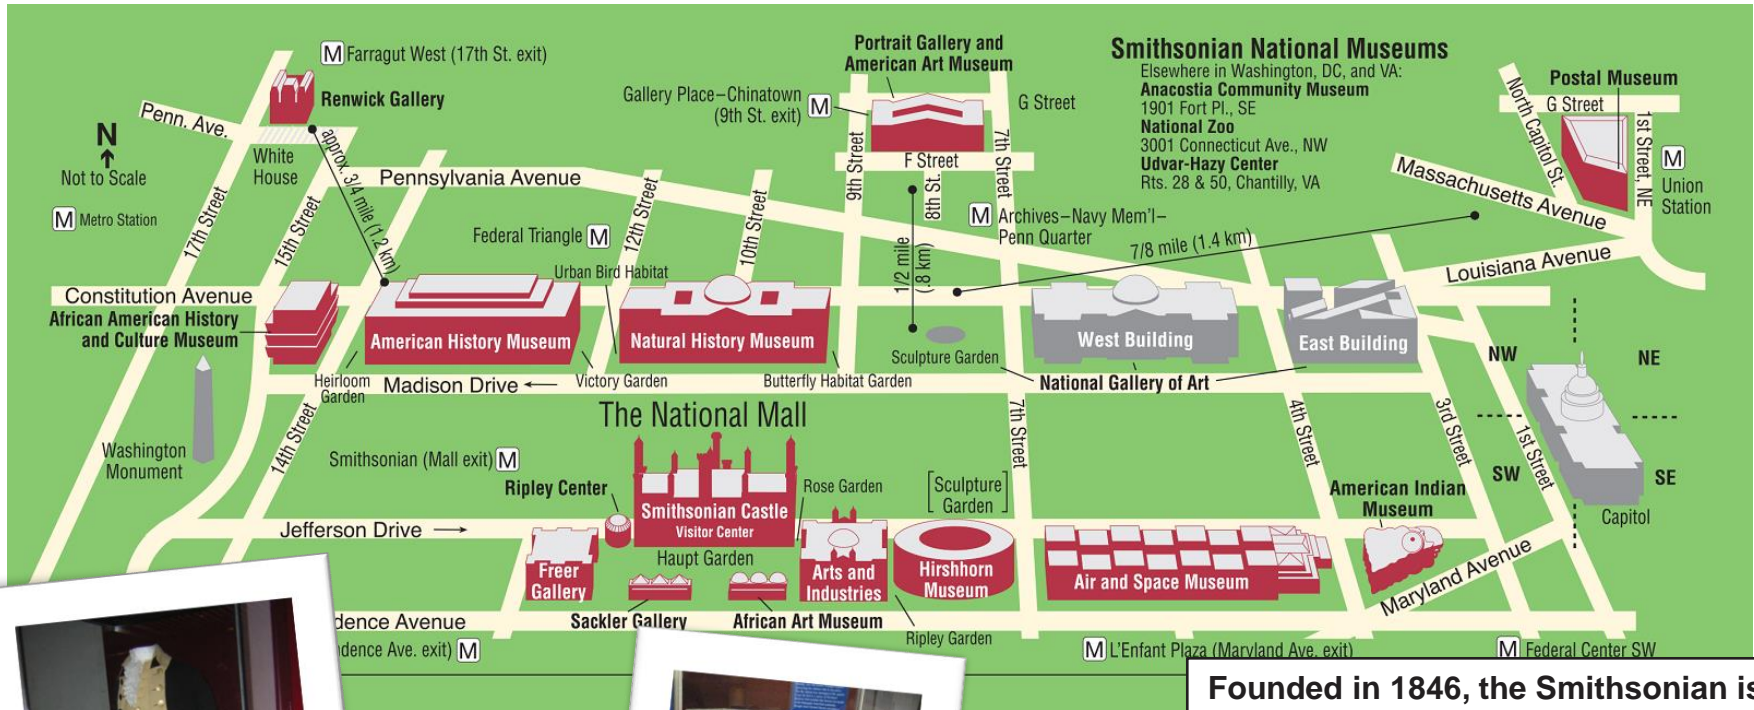 M Farragut West (17th St. exit)
Renwick Gallery
Penn. Ave.
N
Not to Scale
M Metro Station
White
House
approx. 3/4 mile (1.2 km)
Pennsylvania Avenue
17th Street
15th Street
12th Street
10th Street
Federal Triangle M
Urban Bird Habitat
Portrait Gallery and
American Art Museum
Gallery Place–Chinatown M
(9th St. exit)
G Street
9th Street
7th Street
F Street
8th St.
1/2 mile
(.8 km)
M Archives–Navy Mem'l–
Penn Quarter
7/8 mile (1.4 km)
Smithsonian National Museums
Elsewhere in Washington, DC, and VA:
Anacostia Community Museum
1901 Fort Pl., SE
National Zoo
3001 Connecticut Ave., NW
Udvar-Hazy Center
Rts. 28 & 50, Chantilly, VA
Postal Museum
G Street
North Capitol St.
1st Street, NE
M
Union
Station
Massachusetts Avenue
Louisiana Avenue
Constitution Avenue
African American History
and Culture Museum
American History Museum
Natural History Museum
Sculpture Garden
West Building
East Building
Heirloom
Garden
Madison Drive
Victory Garden
Butterfly Habitat Garden
National Gallery of Art
NW
NE
SW
SE
Capitol
Washington
Monument
14th Street
The National Mall
7th Street
4th Street
3rd Street
1st Street
Smithsonian (Mall exit) M
Ripley Center
Smithsonian Castle
Visitor Center
Rose Garden
Sculpture
Garden
American Indian
Museum
Jefferson Drive
Haupt Garden
Freer
Gallery
Arts and
Industries
Hirshhorn
Museum
Air and Space Museum
Maryland Avenue
dence Avenue
Sackler Gallery
African Art Museum
Ripley Garden
ndence Ave. exit) M
M L'Enfant Plaza (Maryland Ave. exit)
M Federal Center SW
Founded in 1846, the Smithsonian is